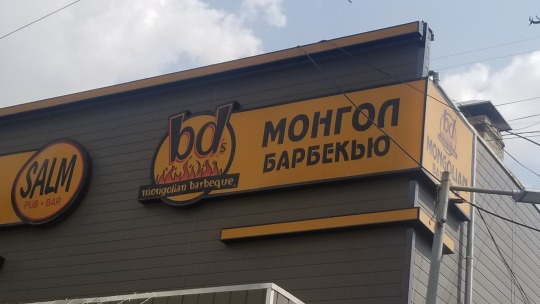 SALM
PUB • BAR
bd's
mongolian barbeque
МОНГОЛ
БАРБЕКЬЮ
bd's
MONGOLIAN